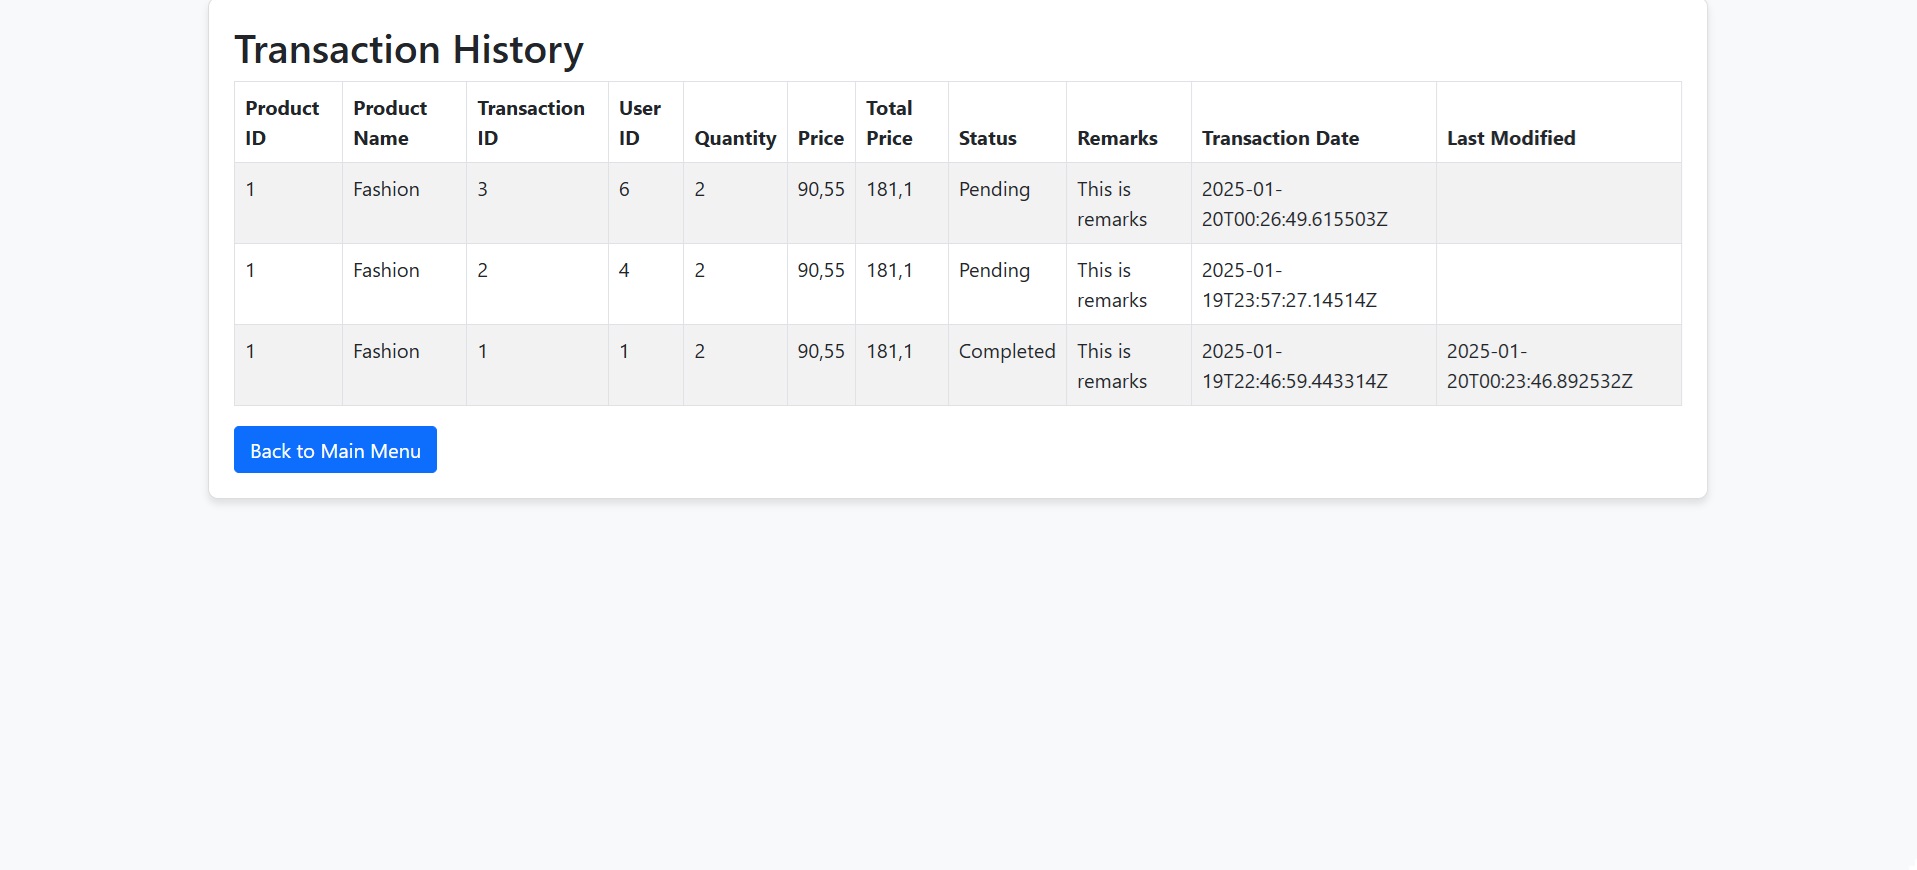 Transaction History
Product ID Product Name Transaction ID User ID Quantity Price Total Price Status Remarks Transaction Date Last Modified
1 Fashion 3 6 2 90,55 181,1 Pending This is remarks 2025-01-20T00:26:49.615503Z
1 Fashion 2 4 2 90,55 181,1 Pending This is remarks 2025-01-19T23:57:27.14514Z
1 Fashion 1 1 2 90,55 181,1 Completed This is remarks 2025-01-19T22:46:59.443314Z 2025-01-20T00:23:46.892532Z
Back to Main Menu